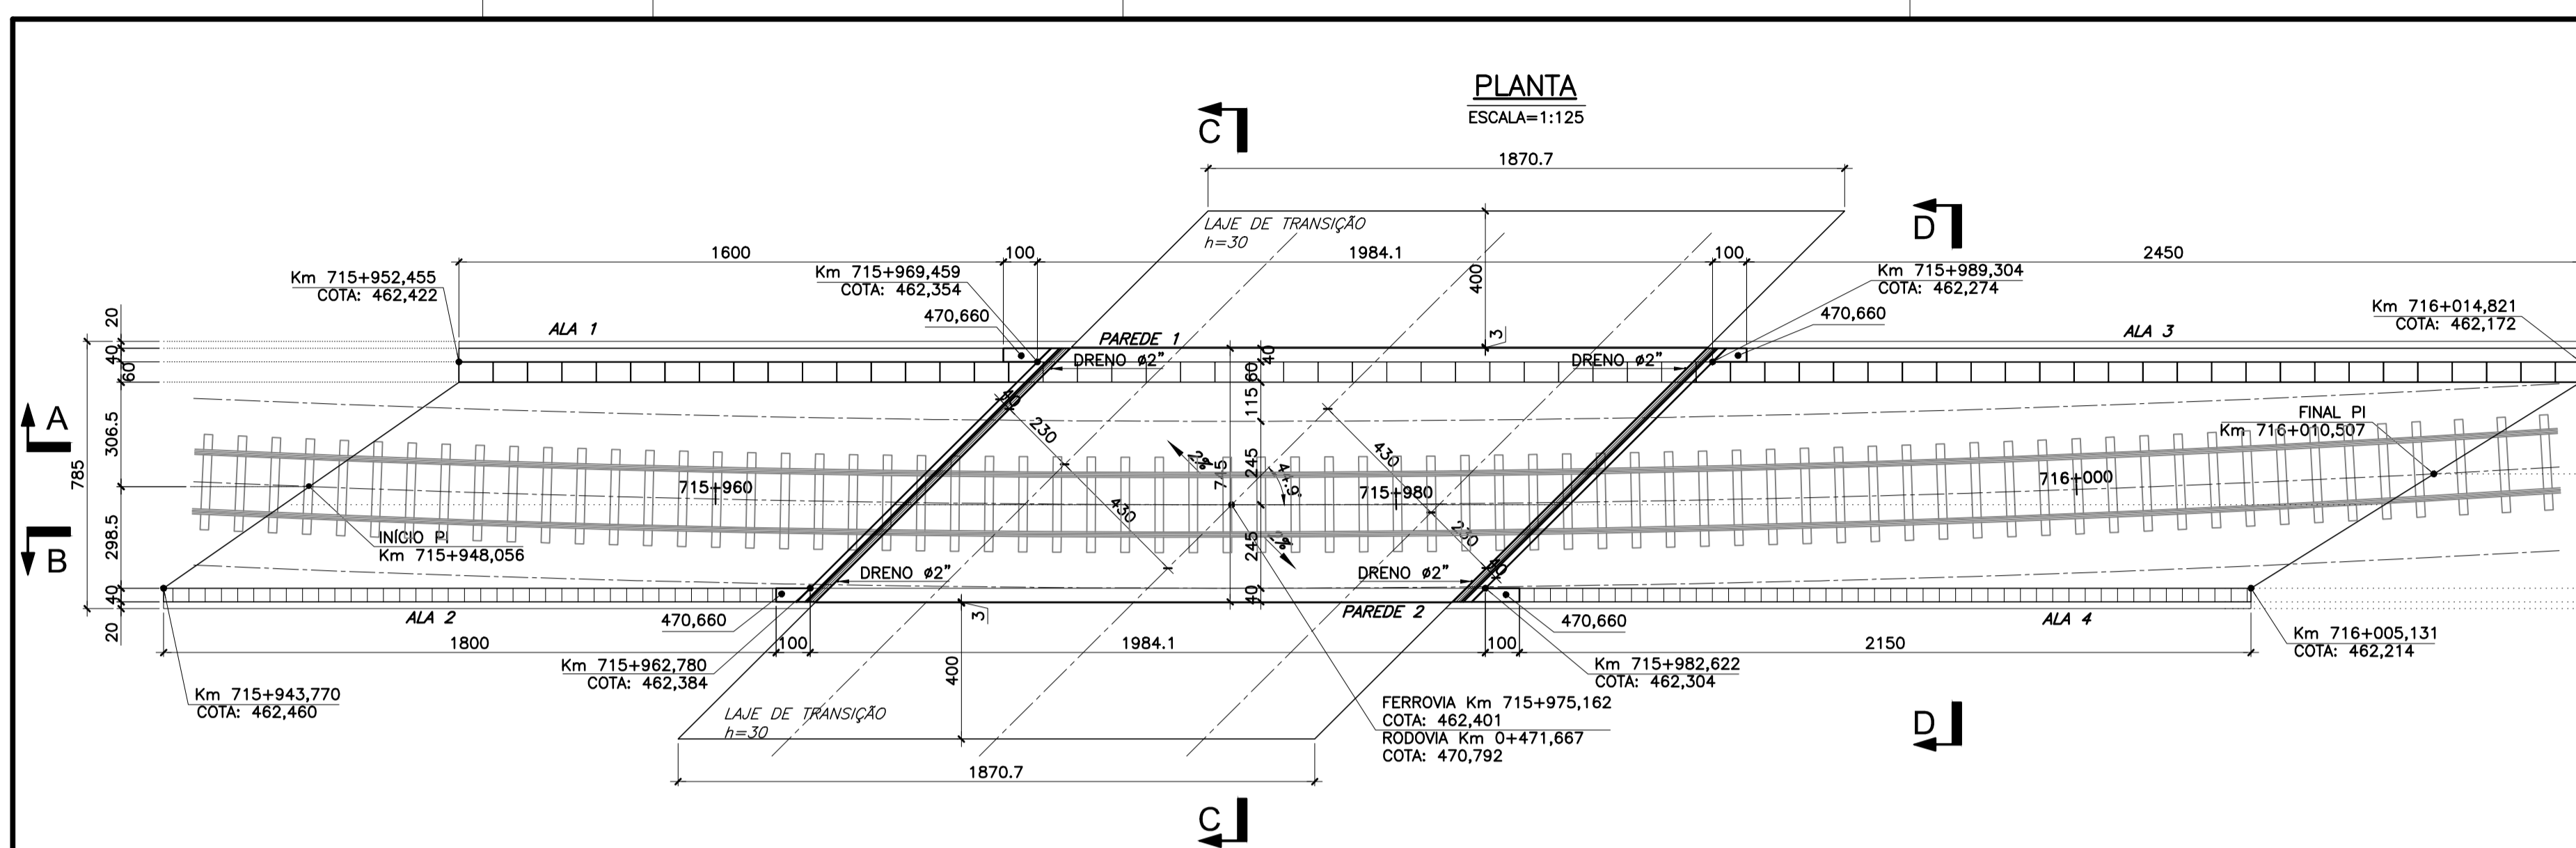 PLANTA
ESCALA=1:125
C
1870.7
D
LAJE DE TRANSIÇÃO
h=30
1600
100
1984.1
100
2450
Km 715+952,455
COTA: 462,422
Km 715+969,459
COTA: 462,354
470,660
400
Km 715+989,304
COTA: 462,274
470,660
Km 716+014,821
COTA: 462,172
20
ALA 1
PAREDE 1
3
ALA 3
40
60
DRENO ø2"
40
60
DRENO ø2"
A
115
306.5
785
230
430
FINAL PI
Km 716+010,507
2%
745
245
44.9°
715+960
715+980
716+000
430
230
298.5
B
INÍCIO PI
Km 715+948,056
2%
245
DRENO ø2"
DRENO ø2"
40
40
20
ALA 2
470,660
3
PAREDE 2
470,660
ALA 4
1800
100
1984.1
100
2150
Km 716+005,131
COTA: 462,214
Km 715+962,780
COTA: 462,384
400
Km 715+982,622
COTA: 462,304
Km 715+943,770
COTA: 462,460
LAJE DE TRANSIÇÃO
h=30
FERROVIA Km 715+975,162
COTA: 462,401
RODOVIA Km 0+471,667
COTA: 470,792
D
1870.7
C